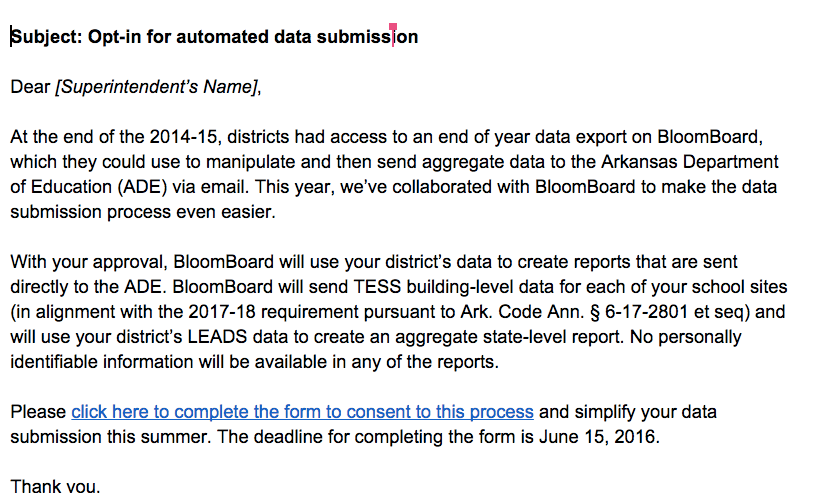 Subject: Opt-in for automated data submission
Dear [Superintendent's Name],
At the end of the 2014-15, districts had access to an end of year data export on BloomBoard,
which they could use to manipulate and then send aggregate data to the Arkansas Department
of Education (ADE) via email. This year, we've collaborated with BloomBoard to make the data
submission process even easier.
With your approval, BloomBoard will use your district's data to create reports that are sent
directly to the ADE. BloomBoard will send TESS building-level data for each of your school sites
(in alignment with the 2017-18 requirement pursuant to Ark. Code Ann. § 6-17-2801 et seq) and
will use your district's LEADS data to create an aggregate state-level report. No personally
identifiable information will be available in any of the reports.
Please click here to complete the form to consent to this process and simplify your data
submission this summer. The deadline for completing the form is June 15, 2016.
Thank you.